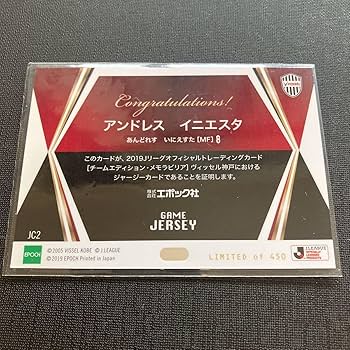 Congratulations!
VISSEL
アンドレス イニエスタ
あんどれす いにえすた [MF] 8
このカードが、2019Jリーグオフィシャルトレーディングカード
[チームエディション・メモラビリア] ヴィッセル神戸における
ジャージーカードであることを証明します。
株式会社エポック社
GAME
JERSEY
JC2
EPOCH
© 2005 VISSEL KOBE © J.LEAGUE
© 2019 EPOCH Printed in Japan
LIMITED of 450
J.LEAGUE
OFFICIALLY
LICENSED
PRODUCTS